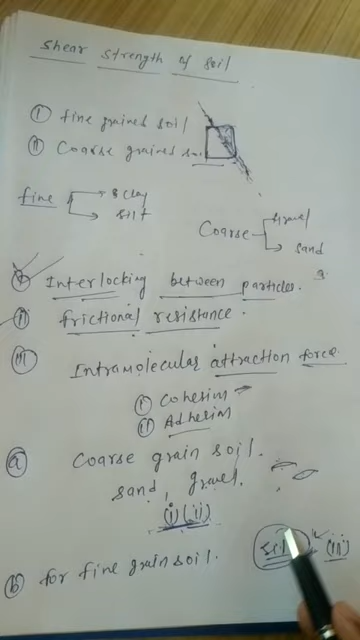 Shear strength of soil
(I) fine grained soil
(II) Coarse grained soil
fine
clay
silt
Coarse
gravel
sand
(I) Interlocking between particles.
(II) frictional resistance.
(III) Intramolecular attraction force.
(I) Cohesion
(II) Adhesion
(a) Coarse grain soil.
sand, gravel.
(i) (ii)
(b) for fine grain soil.
(iii)